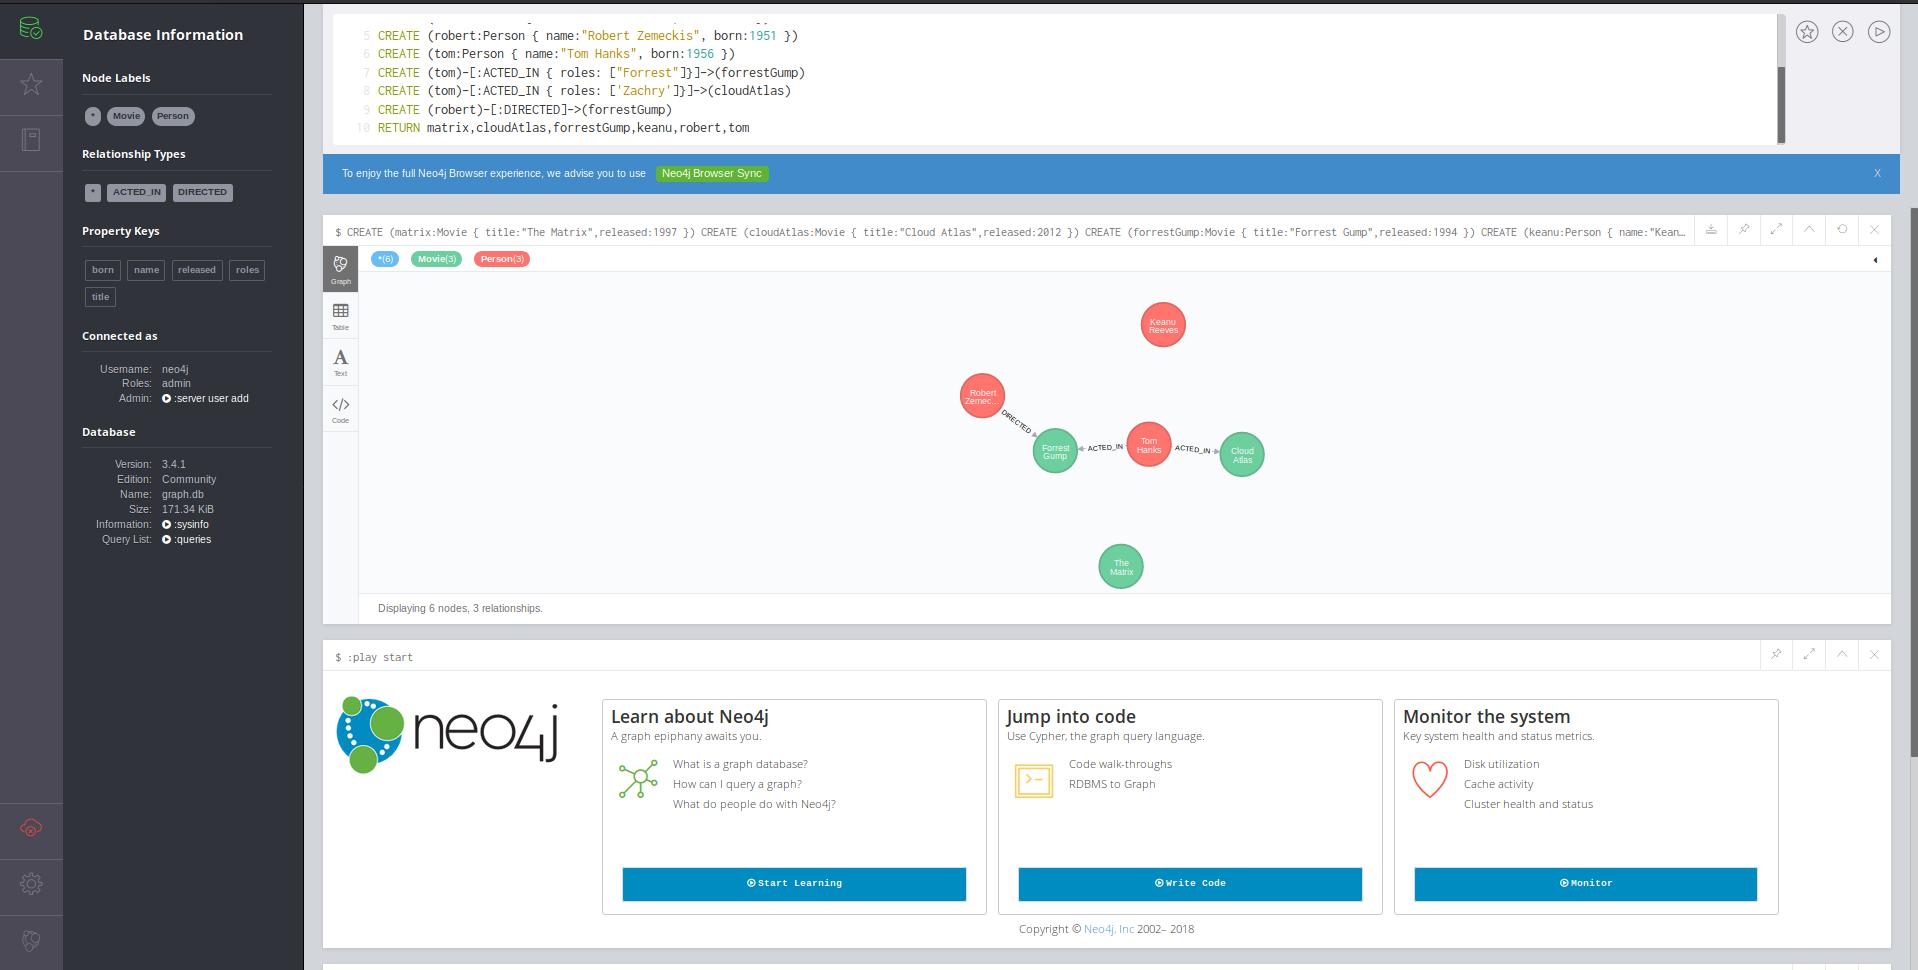 Database Information
Node Labels
* Movie Person
Relationship Types
* ACTED_IN DIRECTED
Property Keys
born name released roles
title
Connected as
Username: neo4j
Roles: admin
Admin: :server user add
Database
Version: 3.4.1
Edition: Community
Name: graph.db
Size: 171.34 KiB
Information: :sysinfo
Query List: :queries
5 CREATE (robert:Person { name:"Robert Zemeckis", born:1951 })
6 CREATE (tom:Person { name:"Tom Hanks", born:1956 })
7 CREATE (tom)-[:ACTED_IN { roles: ["Forrest"]}]->(forrestGump)
8 CREATE (tom)-[:ACTED_IN { roles: ['Zachry']}]->(cloudAtlas)
9 CREATE (robert)-[:DIRECTED]->(forrestGump)
10 RETURN matrix,cloudAtlas,forrestGump,keanu,robert,tom
To enjoy the full Neo4j Browser experience, we advise you to use Neo4j Browser Sync X
$ CREATE (matrix:Movie { title:"The Matrix",released:1997 }) CREATE (cloudAtlas:Movie { title:"Cloud Atlas",released:2012 }) CREATE (forrestGump:Movie { title:"Forrest Gump",released:1994 }) CREATE (keanu:Person { name:"Kean…
Graph
Table
A
Text
</>
Code
*(6) Movie(3) Person(3)
Keanu
Reeves
Robert
Zemec...
DIRECTED
Forrest
Gump
ACTED_IN
Tom
Hanks
ACTED_IN
Cloud
Atlas
The
Matrix
Displaying 6 nodes, 3 relationships.
$ :play start
neo4j
Learn about Neo4j
A graph epiphany awaits you.
What is a graph database?
How can I query a graph?
What do people do with Neo4j?
Start Learning
Jump into code
Use Cypher, the graph query language.
Code walk-throughs
RDBMS to Graph
Write Code
Monitor the system
Key system health and status metrics.
Disk utilization
Cache activity
Cluster health and status
Monitor
Copyright © Neo4j, Inc 2002– 2018